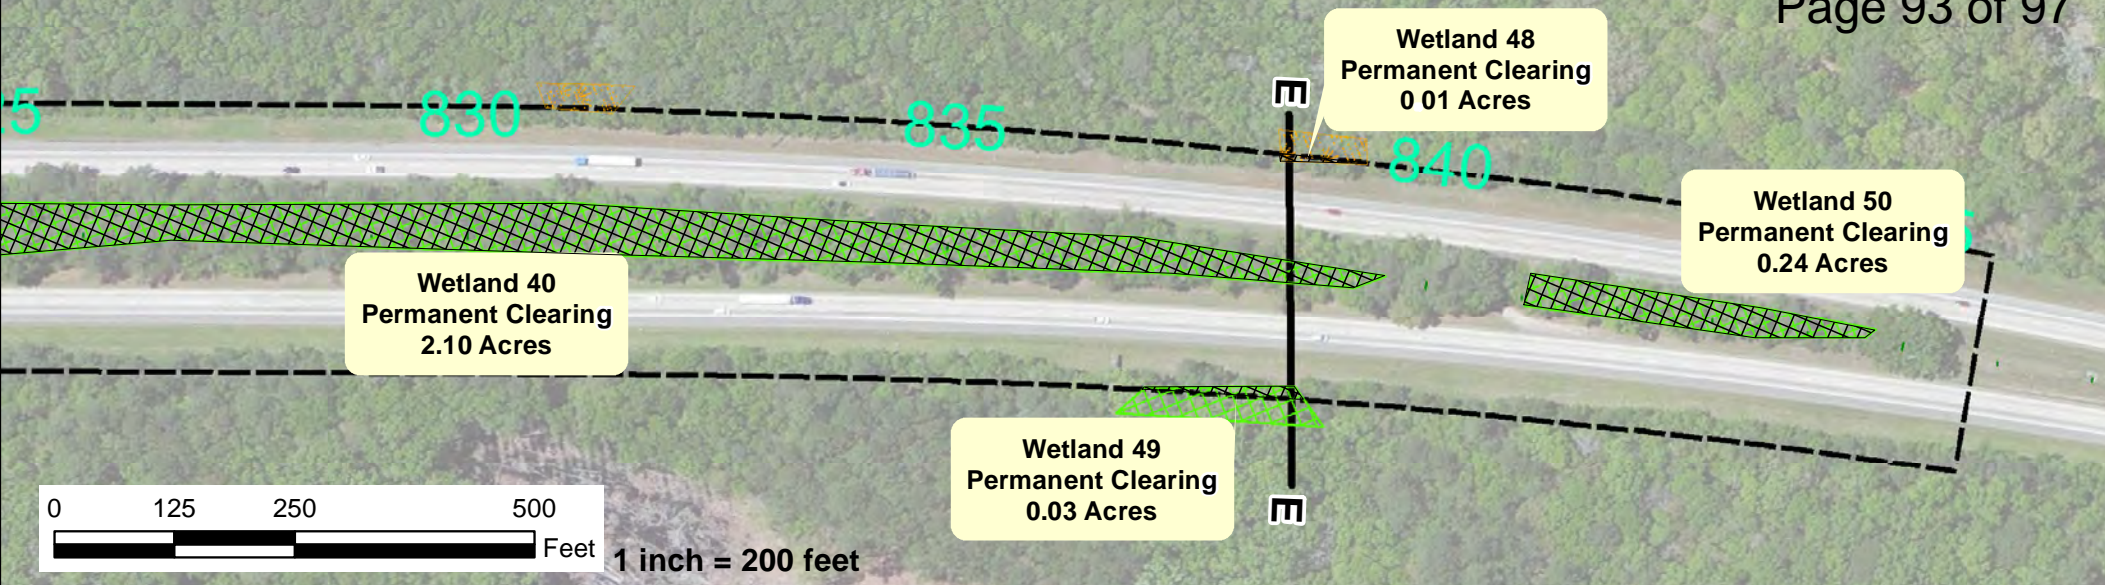 Page 93 of 97
Wetland 48
Permanent Clearing
0 01 Acres
E
830
835
840
Wetland 50
Permanent Clearing
0.24 Acres
Wetland 40
Permanent Clearing
2.10 Acres
Wetland 49
Permanent Clearing
0.03 Acres
E
0 125 250 500
Feet
1 inch = 200 feet